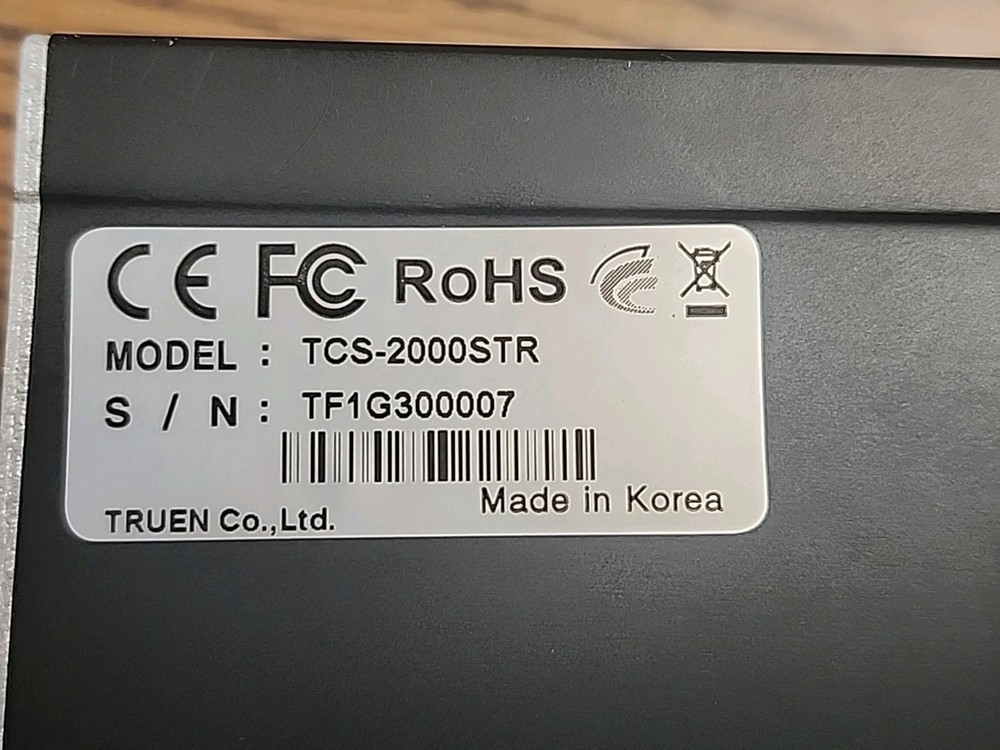 CE FC RoHS
MODEL : TCS-2000STR
S / N : TF1G300007
Made in Korea
TRUEN Co.,Ltd.